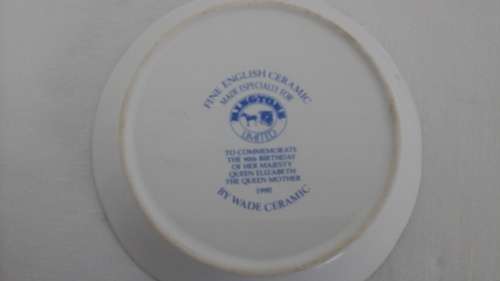 FINE ENGLISH CERAMIC
MADE ESPECIALLY FOR
RINGTONS
LIMITED
TO COMMEMORATE
THE 90th BIRTHDAY
OF HER MAJESTY
QUEEN ELIZABETH
THE QUEEN MOTHER
1990
BY WADE CERAMIC